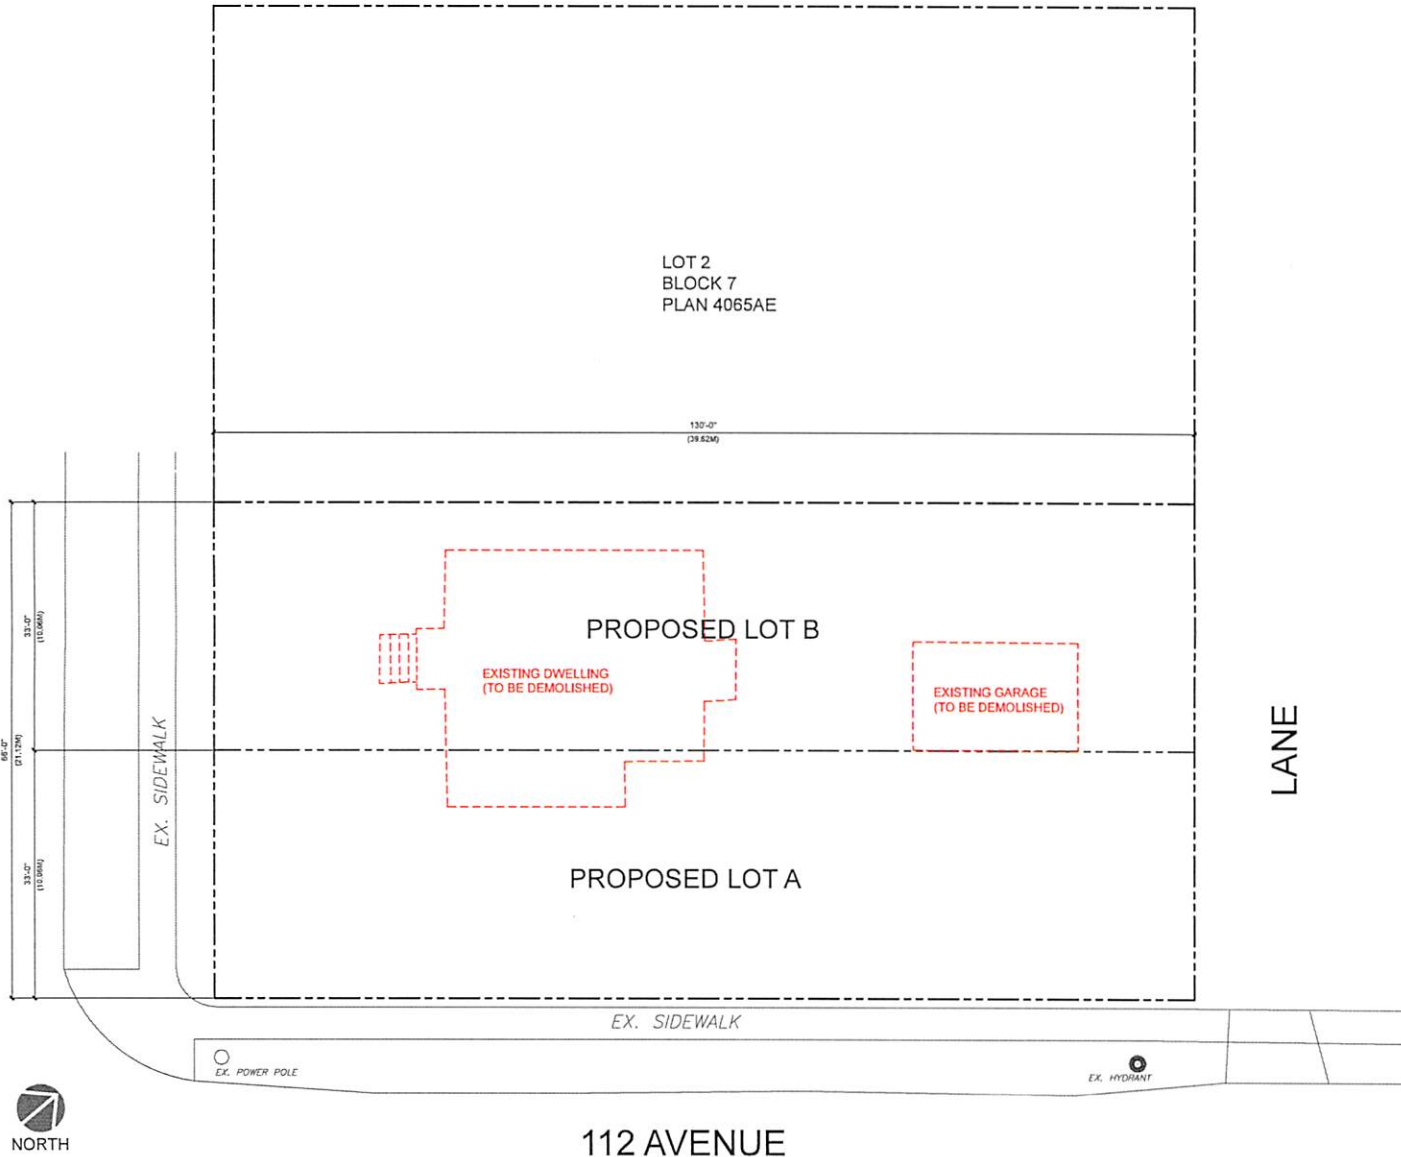 LOT 2
BLOCK 7
PLAN 4065AE
130'-0"
(39.62M)
33'-0"
(10.06M)
PROPOSED LOT B
EXISTING DWELLING
(TO BE DEMOLISHED)
EXISTING GARAGE
(TO BE DEMOLISHED)
66'-0"
(21.12M)
EX. SIDEWALK
LANE
33'-0"
(10.06M)
PROPOSED LOT A
EX. SIDEWALK
EX. POWER POLE
EX. HYDRANT
NORTH
112 AVENUE